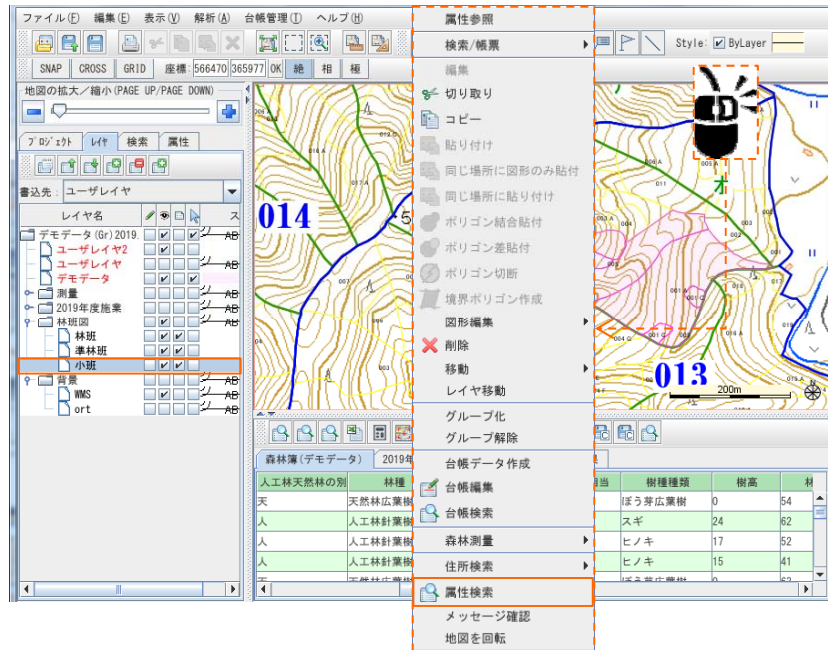 ファイル(F) 編集(E) 表示(V) 解析(A) 台帳管理(T) ヘルプ(H)
Style: ByLayer
SNAP CROSS GRID 座標: 566470 365977 OK 絶 相 極
地図の拡大/縮小(PAGE UP/PAGE DOWN)
プロジェクト レイヤ 検索 属性
書込先: ユーザレイヤ
レイヤ名 ス
デモデータ(Gr)2019. AB
ユーザレイヤ2
ユーザレイヤ AB
デモデータ
測量 AB
2019年度施業 AB
林班図 AB
林班
準林班
小班
背景 AB
WMS AB
ort AB
属性参照
検索/帳票
編集
切り取り
コピー
貼り付け
同じ場所に図形のみ貼付
同じ場所に貼り付け
ポリゴン結合貼付
ポリゴン差貼付
ポリゴン切断
境界ポリゴン作成
図形編集
削除
移動
レイヤ移動
グループ化
グループ解除
台帳データ作成
台帳編集
台帳検索
森林測量
住所検索
属性検索
メッセージ確認
地図を回転
014
013
200m
森林簿(デモデータ) 2019年
人工林天然林の別 林種 当 樹種種類 樹高 林
天 天然林広葉樹 ぼう芽広葉樹 0 54
人 人工林針葉樹 スギ 24 62
人 人工林針葉樹 ヒノキ 17 52
人 人工林針葉樹 ヒノキ 15 41